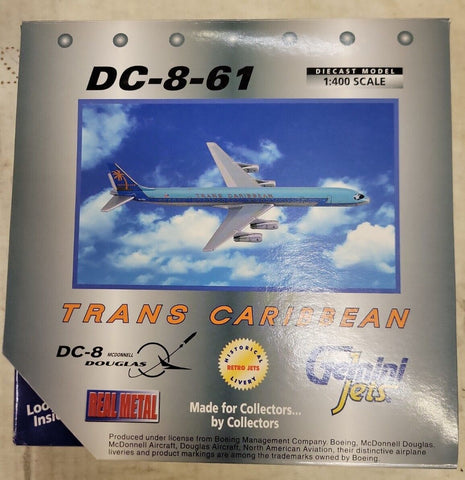 DC-8-61
DIECAST MODEL
1:400 SCALE
TRANS CARIBBEAN
TRANS CARIBBEAN
DC-8 MCDONNELL
DOUGLAS
HISTORICAL
RETRO JETS
LIVERY
Gemini
Jets
Loo
Insi
REAL METAL
Made for Collectors...
by Collectors
Produced under license from Boeing Management Company. Boeing, McDonnell Douglas,
McDonnell Aircraft, Douglas Aircraft, North American Aviation, their distinctive airplane
liveries and product markings are among the trademarks owned by Boeing.